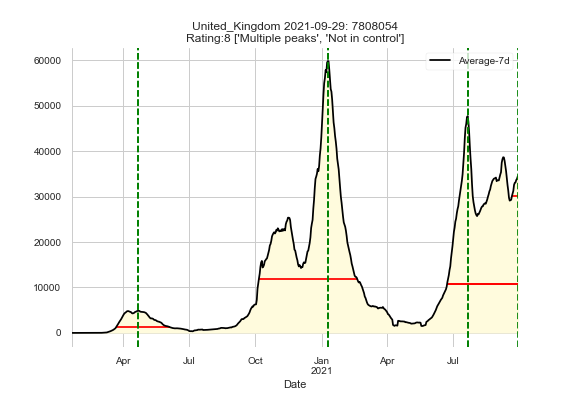 United_Kingdom 2021-09-29: 7808054
Rating:8 ['Multiple peaks', 'Not in control']
Average-7d
60000
50000
40000
30000
20000
10000
0
Apr Jul Oct Jan Apr Jul
2021
Date